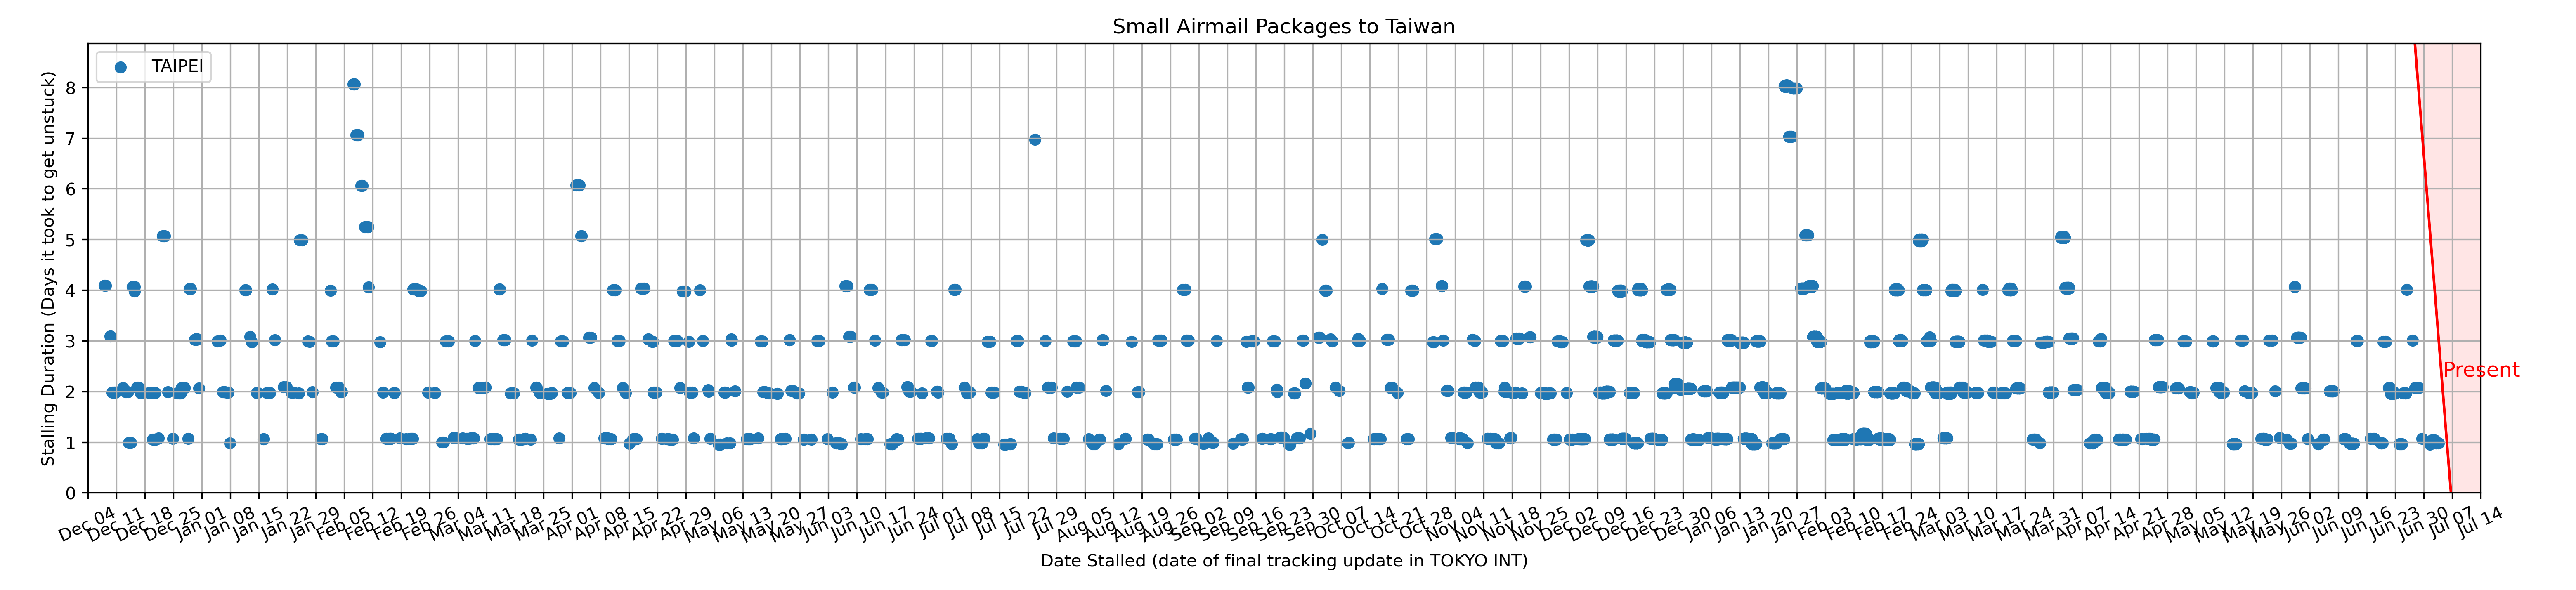 Small Airmail Packages to Taiwan
TAIPEI
Stalling Duration (Days it took to get unstuck)
8
7
6
5
4
3
2
1
0
Present
Dec 04 Dec 11 Dec 18 Dec 25 Jan 01 Jan 08 Jan 15 Jan 22 Jan 29 Feb 05 Feb 12 Feb 19 Feb 26 Mar 04 Mar 11 Mar 18 Mar 25 Apr 01 Apr 08 Apr 15 Apr 22 Apr 29 May 06 May 13 May 20 May 27 Jun 03 Jun 10 Jun 17 Jun 24 Jul 01 Jul 08 Jul 15 Jul 22 Jul 29 Aug 05 Aug 12 Aug 19 Aug 26 Sep 02 Sep 09 Sep 16 Sep 23 Sep 30 Oct 07 Oct 14 Oct 21 Oct 28 Nov 04 Nov 11 Nov 18 Nov 25 Dec 02 Dec 09 Dec 16 Dec 23 Dec 30 Jan 06 Jan 13 Jan 20 Jan 27 Feb 03 Feb 10 Feb 17 Feb 24 Mar 03 Mar 10 Mar 17 Mar 24 Mar 31 Apr 07 Apr 14 Apr 21 Apr 28 May 05 May 12 May 19 May 26 Jun 02 Jun 09 Jun 16 Jun 23 Jun 30 Jul 07 Jul 14
Date Stalled (date of final tracking update in TOKYO INT)